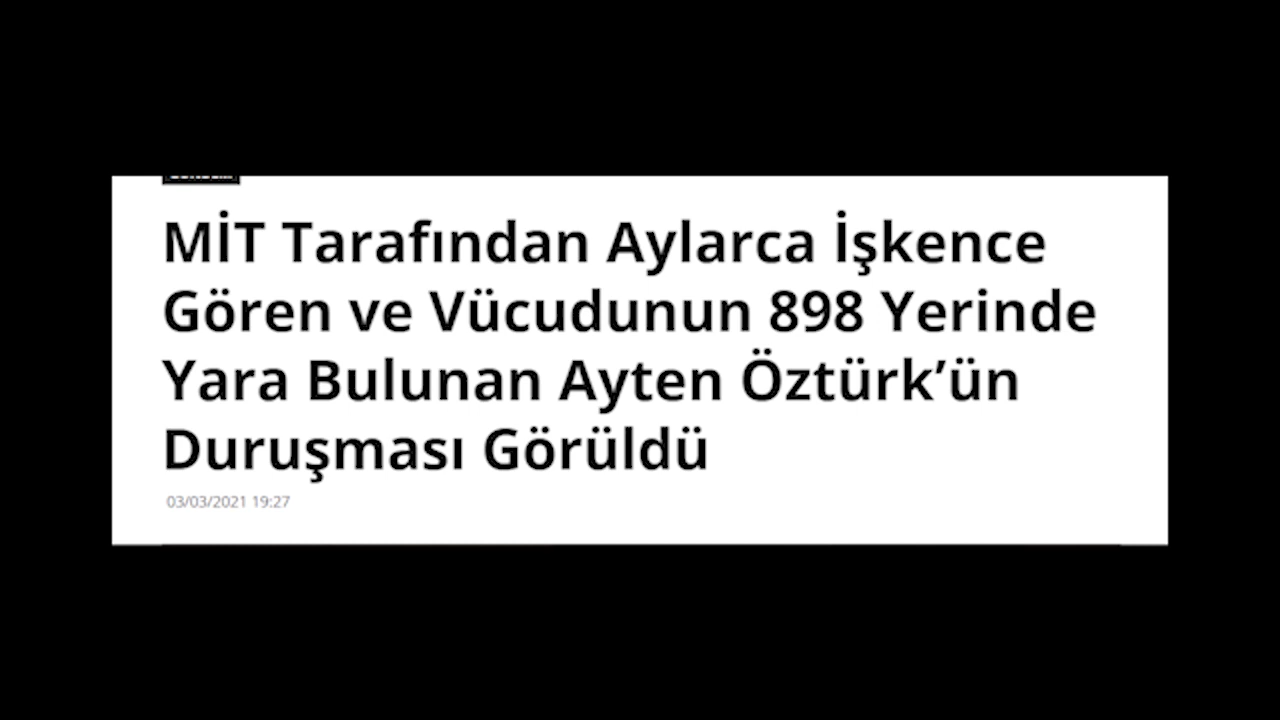 MİT Tarafından Aylarca İşkence
Gören ve Vücudunun 898 Yerinde
Yara Bulunan Ayten Öztürk’ün
Duruşması Görüldü
03/03/2021 19:27